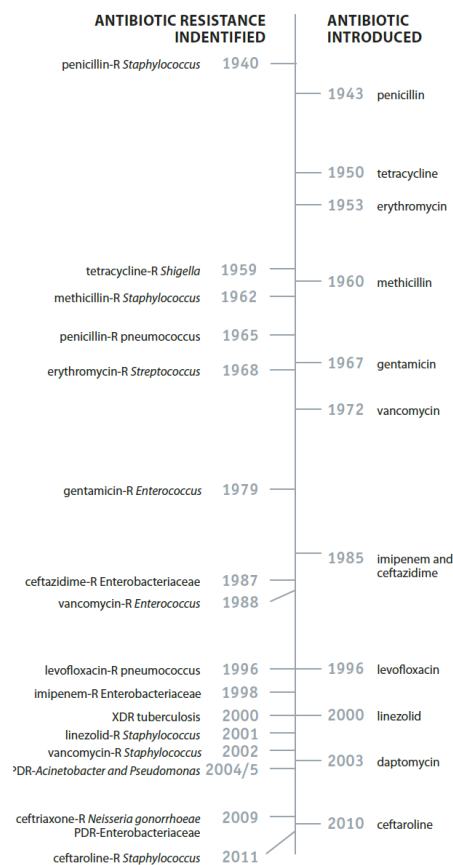 ANTIBIOTIC RESISTANCE
INDENTIFIED
ANTIBIOTIC
INTRODUCED
penicillin-R Staphylococcus 1940
1943 penicillin
1950 tetracycline
1953 erythromycin
tetracycline-R Shigella 1959
1960 methicillin
methicillin-R Staphylococcus 1962
penicillin-R pneumococcus 1965
1967 gentamicin
erythromycin-R Streptococcus 1968
1972 vancomycin
gentamicin-R Enterococcus 1979
1985 imipenem and
ceftazidime
ceftazidime-R Enterobacteriaceae 1987
vancomycin-R Enterococcus 1988
levofloxacin-R pneumococcus 1996
1996 levofloxacin
imipenem-R Enterobacteriaceae 1998
XDR tuberculosis 2000
2000 linezolid
linezolid-R Staphylococcus 2001
vancomycin-R Staphylococcus 2002
2003 daptomycin
PDR-Acinetobacter and Pseudomonas 2004/5
ceftriaxone-R Neisseria gonorrhoeae 2009
PDR-Enterobacteriaceae
2010 ceftaroline
ceftaroline-R Staphylococcus 2011